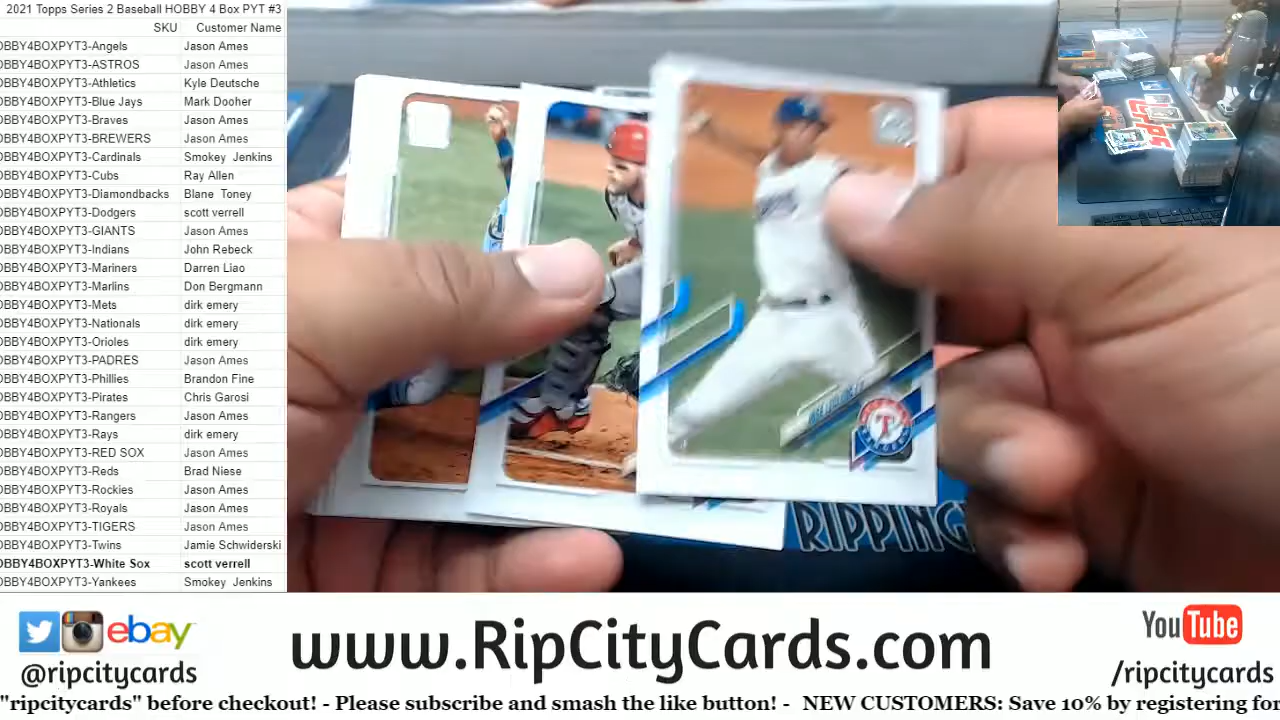 2021 Topps Series 2 Baseball HOBBY 4 Box PYT #3
SKU Customer Name
OBBY4BOXPYT3-Angels Jason Ames
OBBY4BOXPYT3-ASTROS Jason Ames
OBBY4BOXPYT3-Athletics Kyle Deutsche
OBBY4BOXPYT3-Blue Jays Mark Dooher
OBBY4BOXPYT3-Braves Jason Ames
OBBY4BOXPYT3-BREWERS Jason Ames
OBBY4BOXPYT3-Cardinals Smokey Jenkins
OBBY4BOXPYT3-Cubs Ray Allen
OBBY4BOXPYT3-Diamondbacks Blane Toney
OBBY4BOXPYT3-Dodgers scott verrell
OBBY4BOXPYT3-GIANTS Jason Ames
OBBY4BOXPYT3-Indians John Rebeck
OBBY4BOXPYT3-Mariners Darren Liao
OBBY4BOXPYT3-Marlins Don Bergmann
OBBY4BOXPYT3-Mets dirk emery
OBBY4BOXPYT3-Nationals dirk emery
OBBY4BOXPYT3-Orioles dirk emery
OBBY4BOXPYT3-PADRES Jason Ames
OBBY4BOXPYT3-Phillies Brandon Fine
OBBY4BOXPYT3-Pirates Chris Garosi
OBBY4BOXPYT3-Rangers Jason Ames
OBBY4BOXPYT3-Rays dirk emery
OBBY4BOXPYT3-RED SOX Jason Ames
OBBY4BOXPYT3-Reds Brad Niese
OBBY4BOXPYT3-Rockies Jason Ames
OBBY4BOXPYT3-Royals Jason Ames
OBBY4BOXPYT3-TIGERS Jason Ames
OBBY4BOXPYT3-Twins Jamie Schwiderski
OBBY4BOXPYT3-White Sox scott verrell
OBBY4BOXPYT3-Yankees Smokey Jenkins
T
RIPPING
ebay
@ripcitycards
www.RipCityCards.com
YouTube
/ripcitycards
"ripcitycards" before checkout! - Please subscribe and smash the like button! - NEW CUSTOMERS: Save 10% by registering for